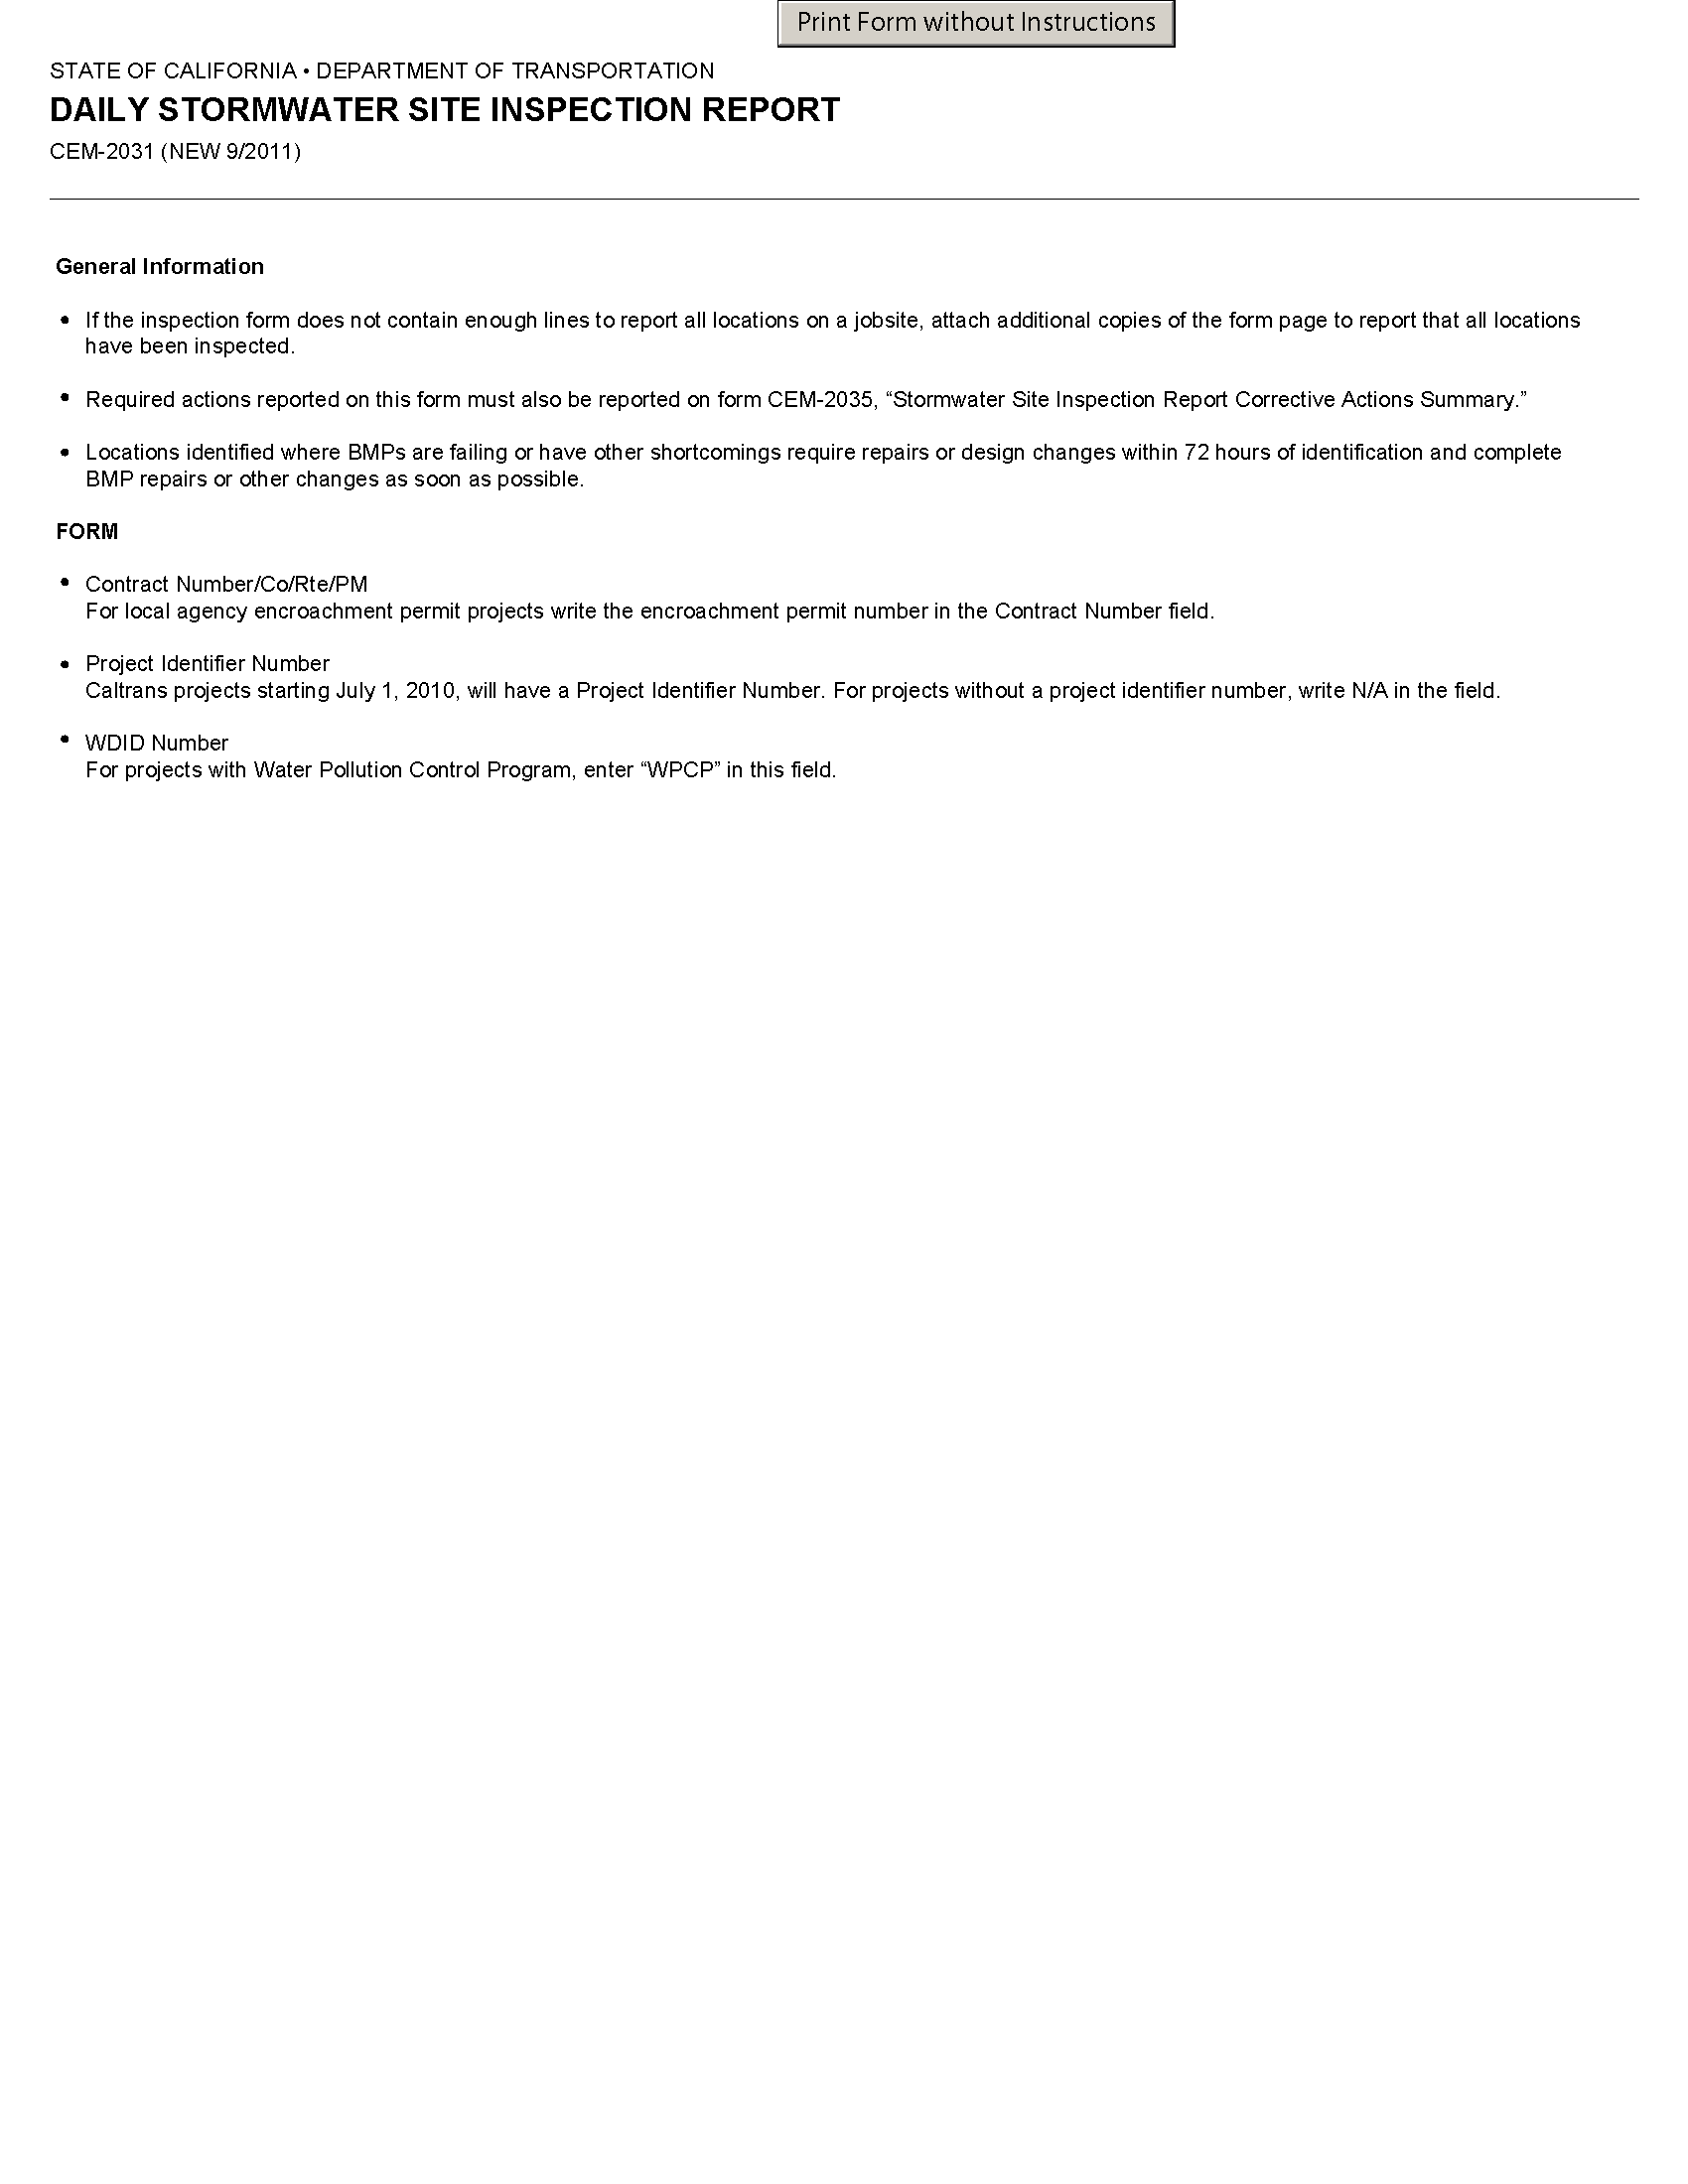 Print Form without Instructions
STATE OF CALIFORNIA • DEPARTMENT OF TRANSPORTATION
DAILY STORMWATER SITE INSPECTION REPORT
CEM-2031 (NEW 9/2011)
General Information
• If the inspection form does not contain enough lines to report all locations on a jobsite, attach additional copies of the form page to report that all locations
have been inspected.
• Required actions reported on this form must also be reported on form CEM-2035, “Stormwater Site Inspection Report Corrective Actions Summary.”
• Locations identified where BMPs are failing or have other shortcomings require repairs or design changes within 72 hours of identification and complete
BMP repairs or other changes as soon as possible.
FORM
• Contract Number/Co/Rte/PM
For local agency encroachment permit projects write the encroachment permit number in the Contract Number field.
• Project Identifier Number
Caltrans projects starting July 1, 2010, will have a Project Identifier Number. For projects without a project identifier number, write N/A in the field.
• WDID Number
For projects with Water Pollution Control Program, enter “WPCP” in this field.